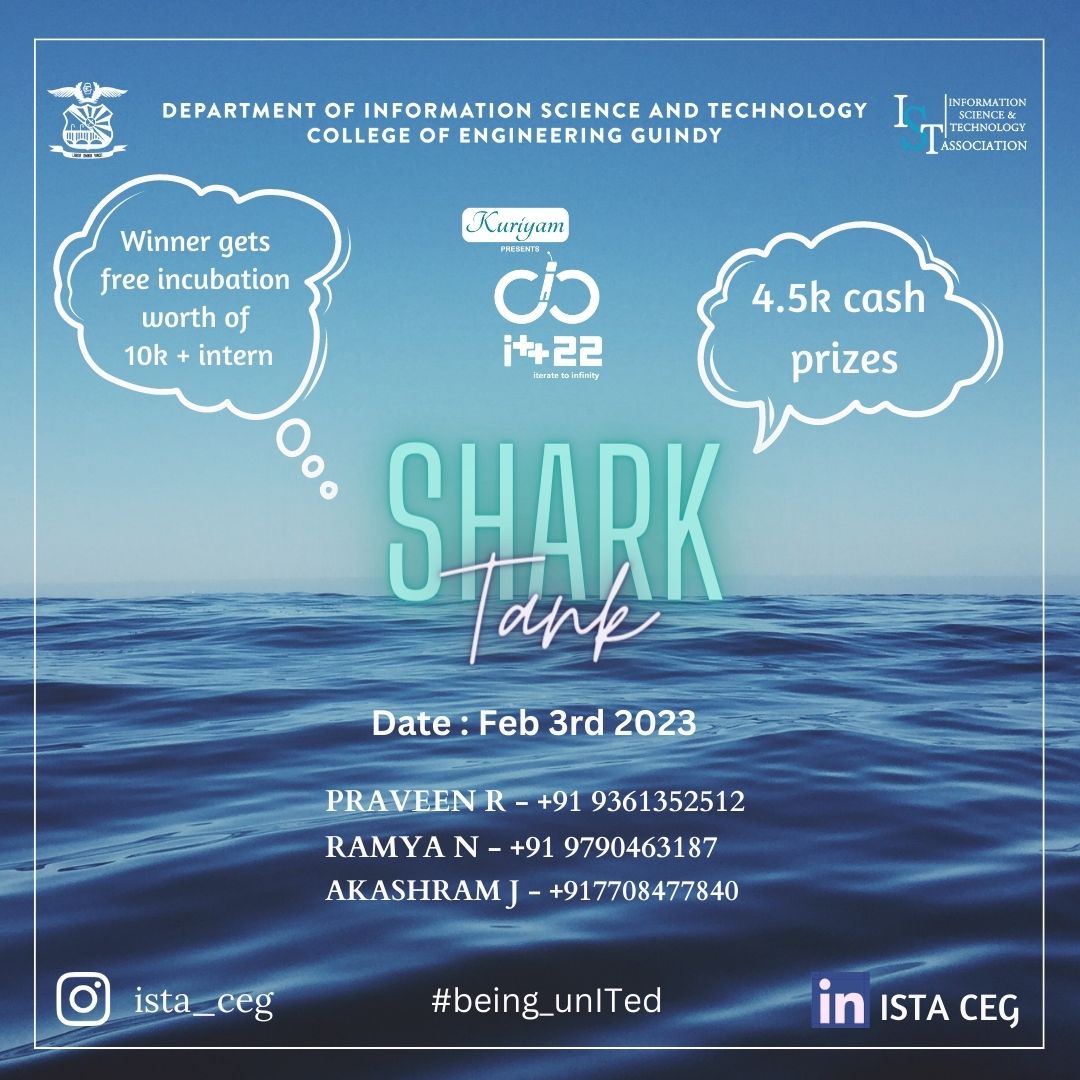 DEPARTMENT OF INFORMATION SCIENCE AND TECHNOLOGY
COLLEGE OF ENGINEERING GUINDY
IST
INFORMATION
SCIENCE &
TECHNOLOGY
ASSOCIATION
Winner gets
free incubation
worth of
10k + intern
Kuriyam
PRESENTS
i++22
iterate to infinity
4.5k cash
prizes
SHARK
Tank
Date : Feb 3rd 2023
PRAVEEN R – +91 9361352512
RAMYA N – +91 9790463187
AKASHRAM J – +917708477840
ista_ceg
#being_unITed
in ISTA CEG